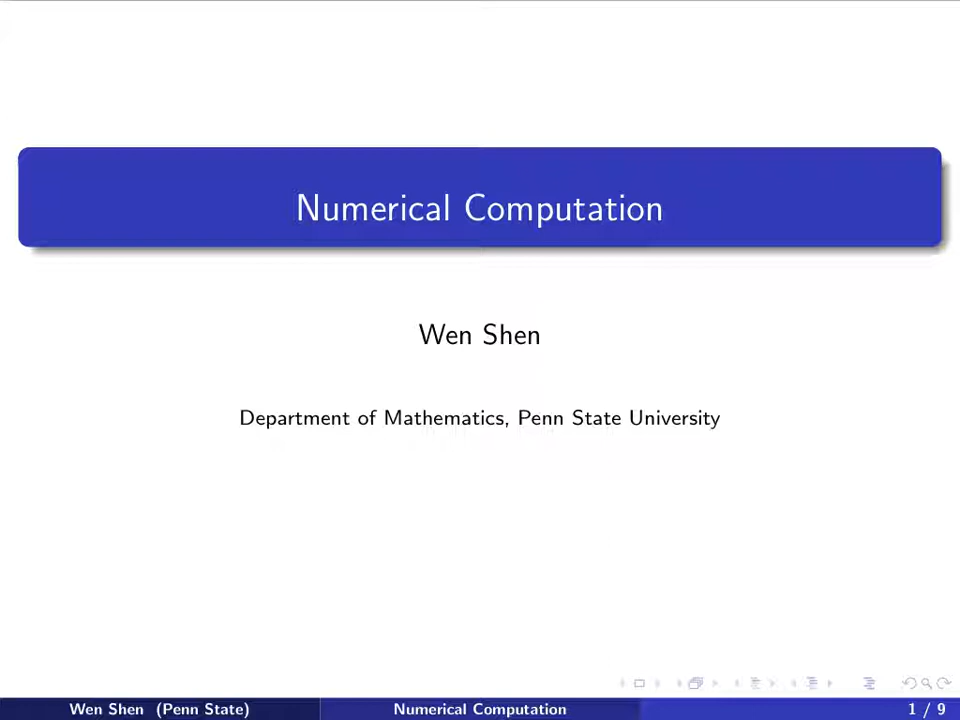 Numerical Computation
Wen Shen
Department of Mathematics, Penn State University
Wen Shen (Penn State)
Numerical Computation
1 / 9